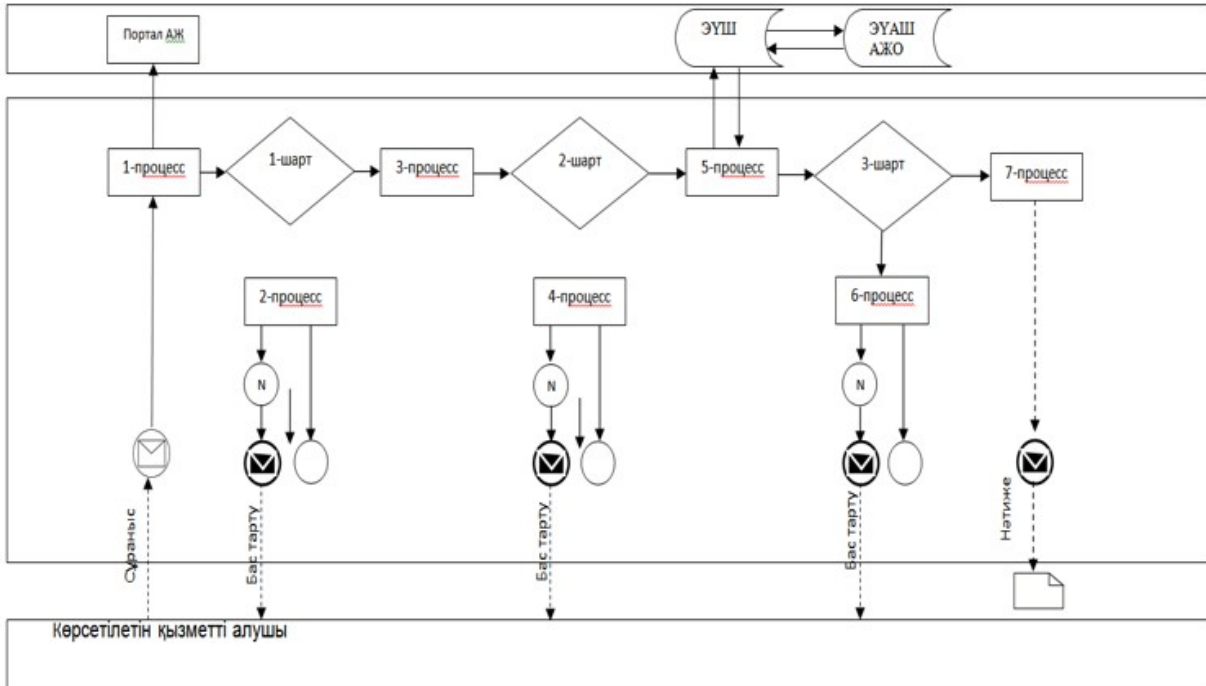 Портал АЖ
ЭҮШ
ЭҮАШ
АЖО
1-процесс
1-шарт
3-процесс
2-шарт
5-процесс
3-шарт
7-процесс
2-процесс
4-процесс
6-процесс
N
N
N
Сұраныс
Бас тарту
Бас тарту
Бас тарту
Нәтиже
Көрсетілетін қызметті алушы